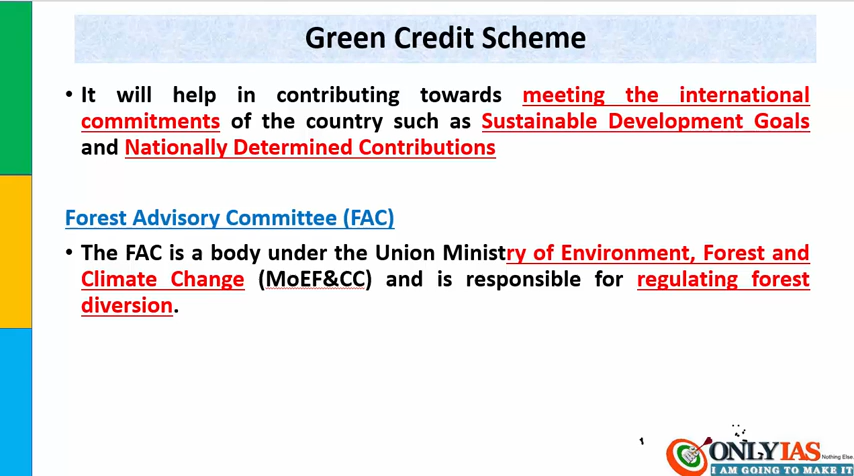 Green Credit Scheme
• It will help in contributing towards meeting the international
commitments of the country such as Sustainable Development Goals
and Nationally Determined Contributions
Forest Advisory Committee (FAC)
• The FAC is a body under the Union Ministry of Environment, Forest and
Climate Change (MoEF&CC) and is responsible for regulating forest
diversion.
1
ONLYIAS
Nothing Else
I AM GOING TO MAKE IT